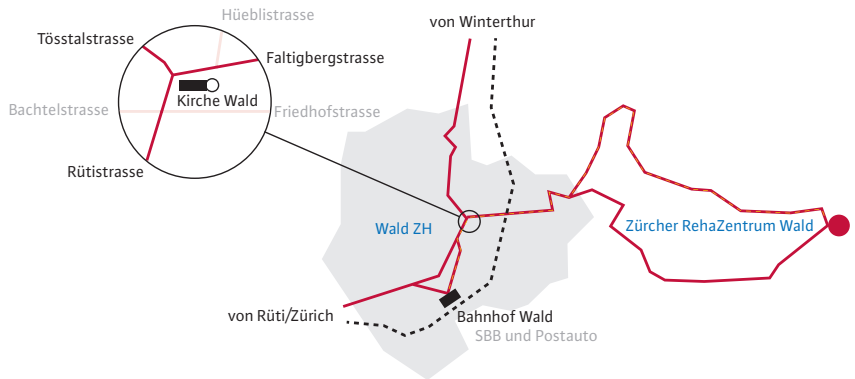 Hüeblistrasse
von Winterthur
Tösstalstrasse
Faltigbergstrasse
Kirche Wald
Bachtelstrasse
Friedhofstrasse
Rütistrasse
Wald ZH
Zürcher RehaZentrum Wald
von Rüti/Zürich
Bahnhof Wald
SBB und Postauto